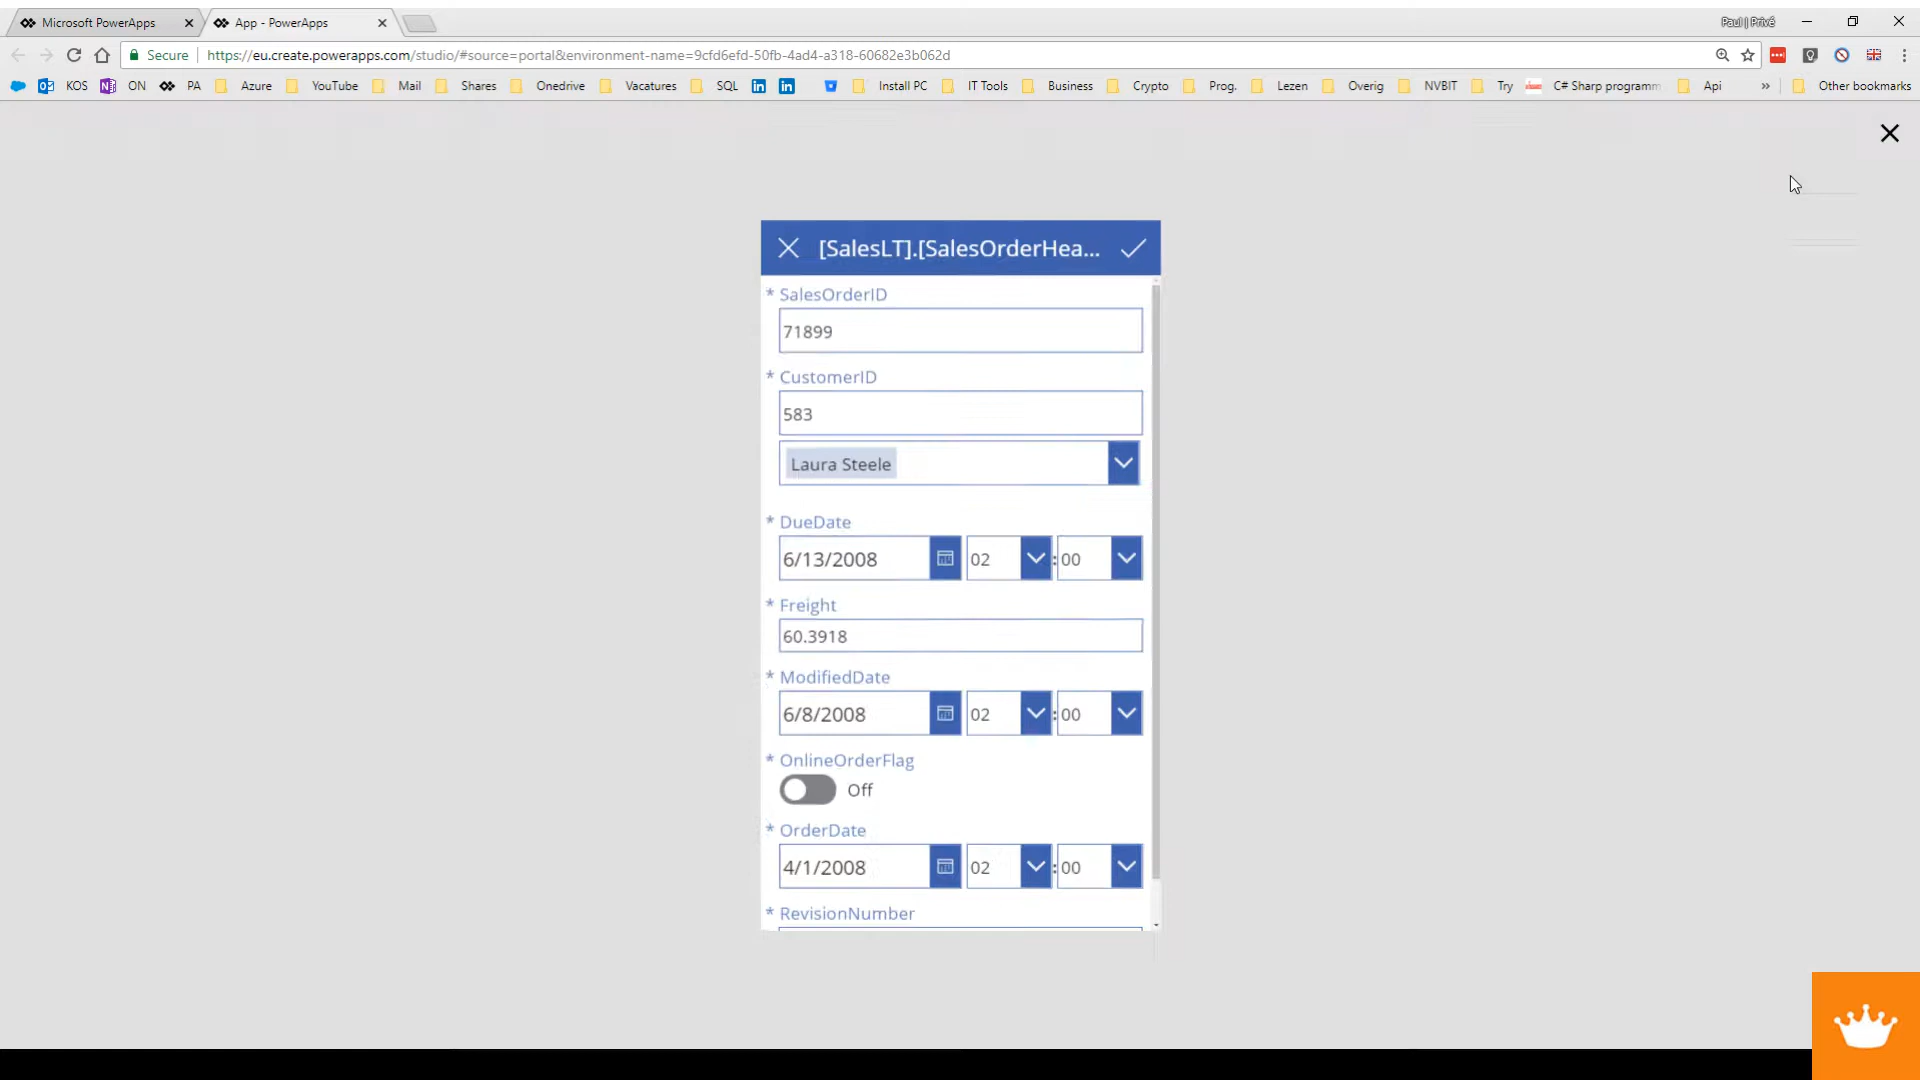 Microsoft PowerApps
App - PowerApps
Paul | Privé
Secure
https://eu.create.powerapps.com/studio/#source=portal&environment-name=9cfd6efd-50fb-4ad4-a318-60682e3b062d
KOS
ON
PA
Azure
YouTube
Mail
Shares
Onedrive
Vacatures
SQL
Install PC
IT Tools
Business
Crypto
Prog.
Lezen
Overig
NVBIT
Try
C# Sharp programm
Api
»
Other bookmarks
[SalesLT].[SalesOrderHea...
* SalesOrderID
71899
* CustomerID
583
Laura Steele
* DueDate
6/13/2008 02 : 00
* Freight
60.3918
* ModifiedDate
6/8/2008 02 : 00
* OnlineOrderFlag
Off
* OrderDate
4/1/2008 02 : 00
* RevisionNumber